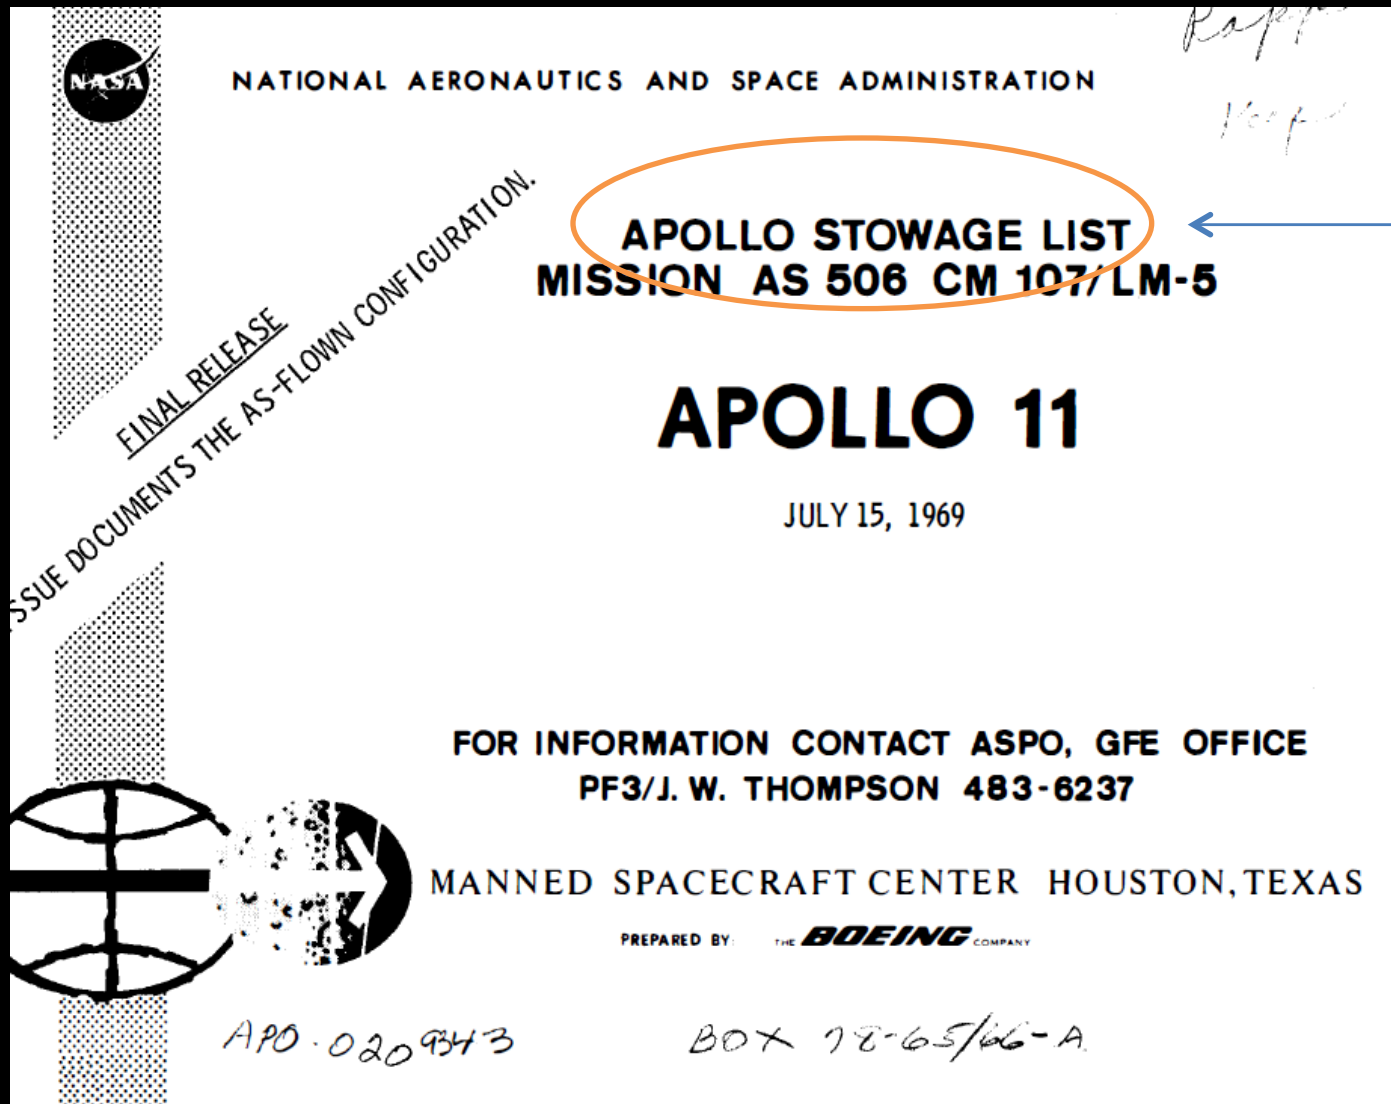 NASA
NATIONAL AERONAUTICS AND SPACE ADMINISTRATION
APOLLO STOWAGE LIST
MISSION AS 506 CM 107/LM-5
FINAL RELEASE
ISSUE DOCUMENTS THE AS-FLOWN CONFIGURATION.
APOLLO 11
JULY 15, 1969
FOR INFORMATION CONTACT ASPO, GFE OFFICE
PF3/J. W. THOMPSON 483-6237
MANNED SPACECRAFT CENTER HOUSTON, TEXAS
PREPARED BY: THE BOEING COMPANY
APO-0209343
BOX 78-65/66-A